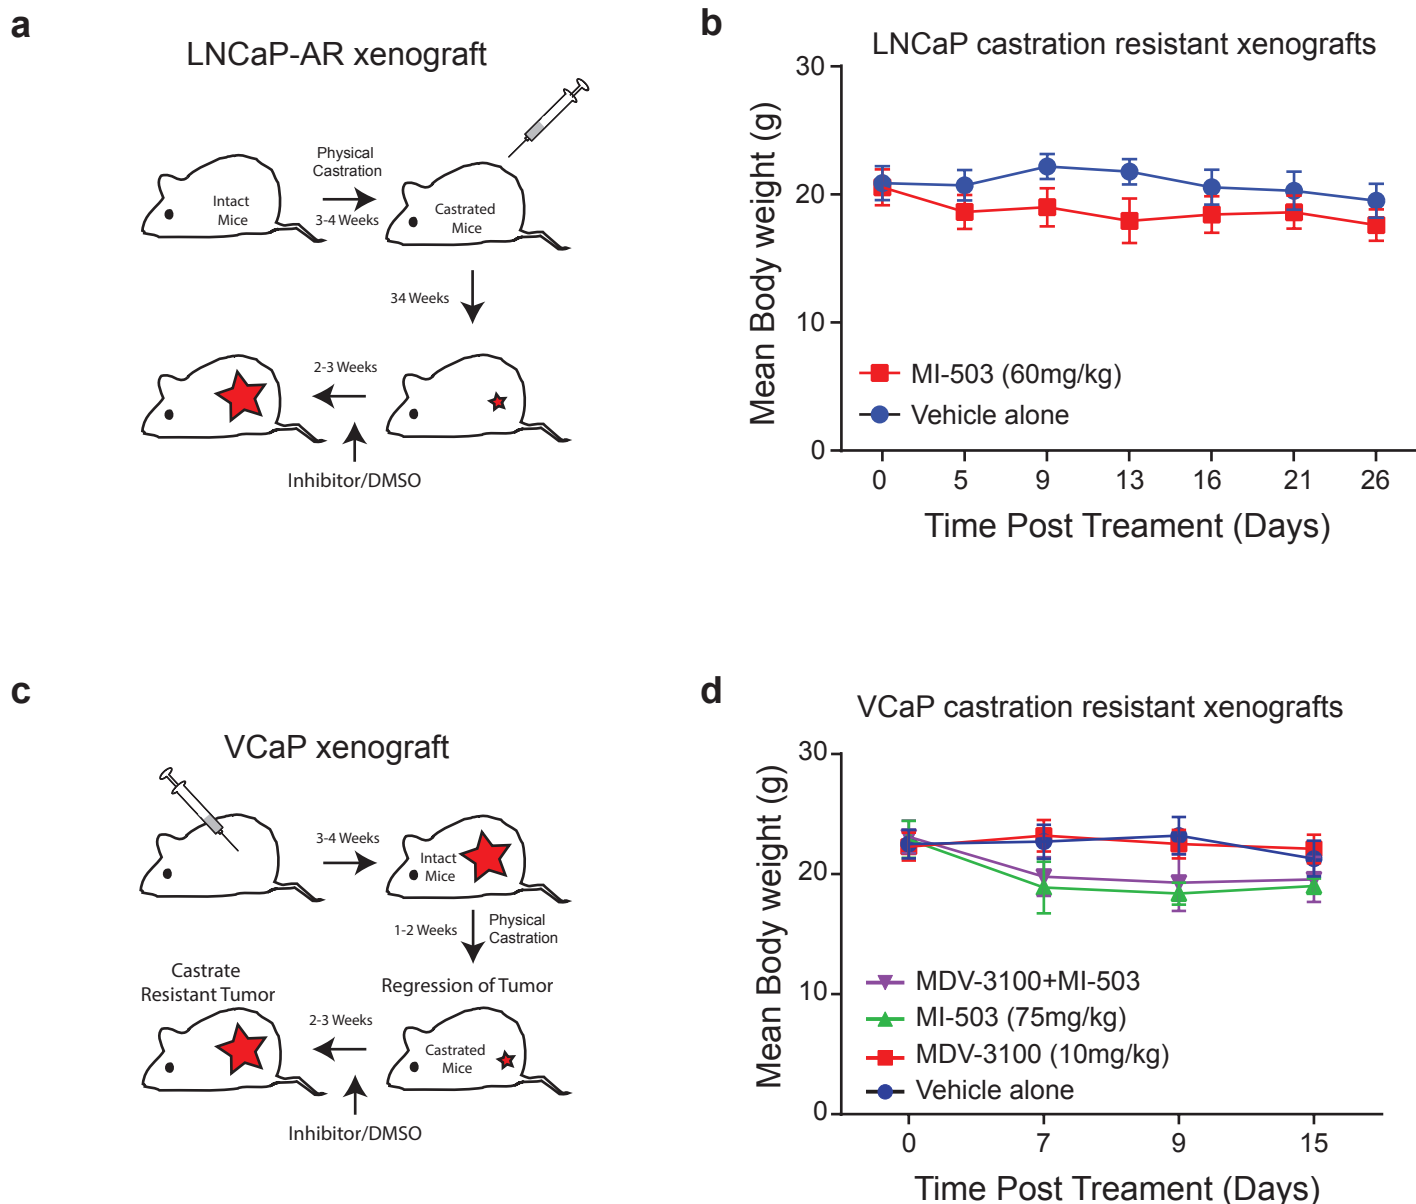 a
LNCaP-AR xenograft
Intact
Mice
Physical
Castration
3-4 Weeks
Castrated
Mice
34 Weeks
2-3 Weeks
Inhibitor/DMSO
b
LNCaP castration resistant xenografts
Mean Body weight (g)
30
20
10
0
MI-503 (60mg/kg)
Vehicle alone
0 5 9 13 16 21 26
Time Post Treament (Days)
c
VCaP xenograft
3-4 Weeks
Intact
Mice
1-2 Weeks
Physical
Castration
Regression of Tumor
Castrated
Mice
2-3 Weeks
Castrate
Resistant Tumor
Inhibitor/DMSO
d
VCaP castration resistant xenografts
Mean Body weight (g)
30
20
10
0
MDV-3100+MI-503
MI-503 (75mg/kg)
MDV-3100 (10mg/kg)
Vehicle alone
0 7 9 15
Time Post Treament (Days)